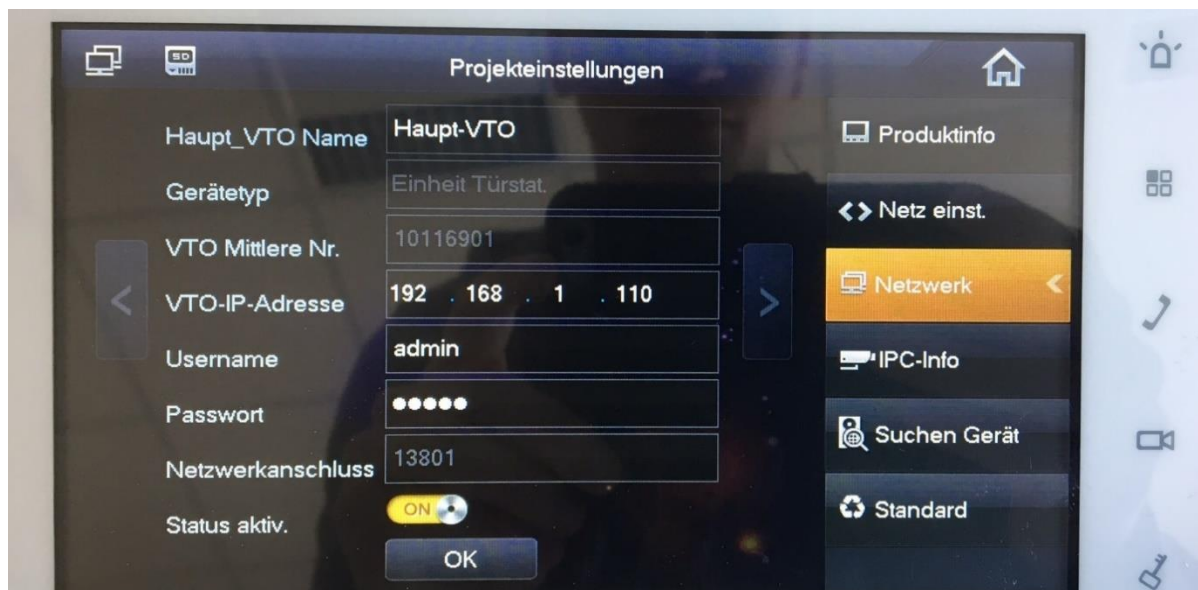 SD
Projekteinstellungen
Haupt_VTO Name Haupt-VTO
Gerätetyp Einheit Türstat.
VTO Mittlere Nr. 10116901
VTO-IP-Adresse 192 . 168 . 1 . 110
Username admin
Passwort ●●●●●
Netzwerkanschluss 13801
Status aktiv. ON
OK
Produktinfo
Netz einst.
Netzwerk
IPC-Info
Suchen Gerät
Standard